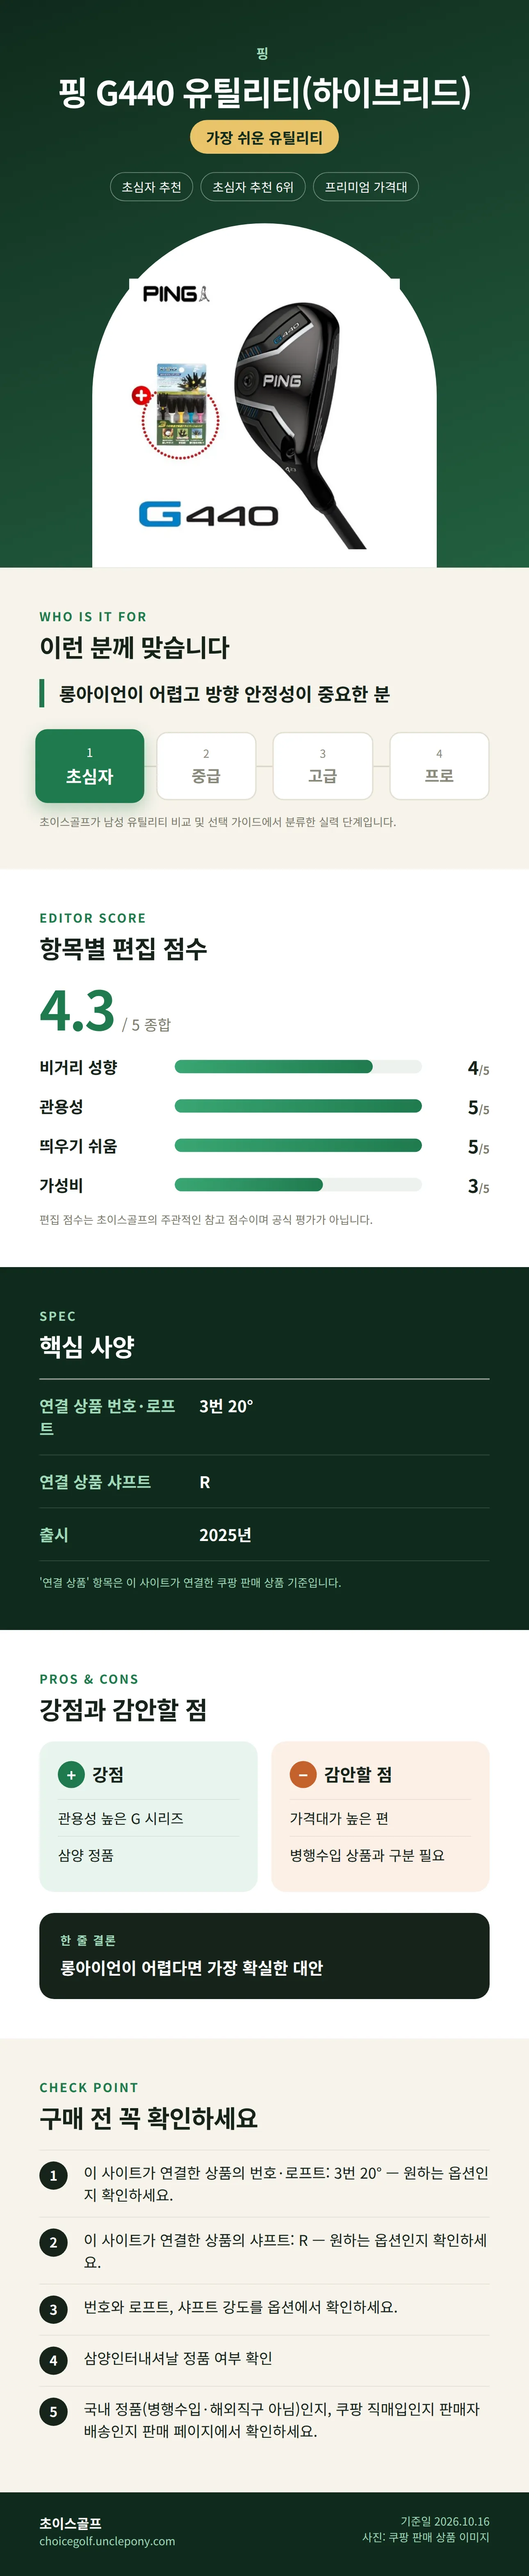 핑
핑 G440 유틸리티(하이브리드)
가장 쉬운 유틸리티
초심자 추천
초심자 추천 6위
프리미엄 가격대
PING
PING
G440
WHO IS IT FOR
이런 분께 맞습니다
롱아이언이 어렵고 방향 안정성이 중요한 분
1
초심자
2
중급
3
고급
4
프로
초이스골프가 남성 유틸리티 비교 및 선택 가이드에서 분류한 실력 단계입니다.
EDITOR SCORE
항목별 편집 점수
4.3 / 5 종합
비거리 성향 4/5
관용성 5/5
띄우기 쉬움 5/5
가성비 3/5
편집 점수는 초이스골프의 주관적인 참고 점수이며 공식 평가가 아닙니다.
SPEC
핵심 사양
연결 상품 번호·로프
트
3번 20°
연결 상품 샤프트 R
출시 2025년
'연결 상품' 항목은 이 사이트가 연결한 쿠팡 판매 상품 기준입니다.
PROS & CONS
강점과 감안할 점
+ 강점
관용성 높은 G 시리즈
삼양 정품
− 감안할 점
가격대가 높은 편
병행수입 상품과 구분 필요
한 줄 결론
롱아이언이 어렵다면 가장 확실한 대안
CHECK POINT
구매 전 꼭 확인하세요
1 이 사이트가 연결한 상품의 번호·로프트: 3번 20° — 원하는 옵션인
지 확인하세요.
2 이 사이트가 연결한 상품의 샤프트: R — 원하는 옵션인지 확인하세
요.
3 번호와 로프트, 샤프트 강도를 옵션에서 확인하세요.
4 삼양인터내셔날 정품 여부 확인
5 국내 정품(병행수입·해외직구 아님)인지, 쿠팡 직매입인지 판매자
배송인지 판매 페이지에서 확인하세요.
초이스골프
choicegolf.unclepony.com
기준일 2026.10.16
사진: 쿠팡 판매 상품 이미지